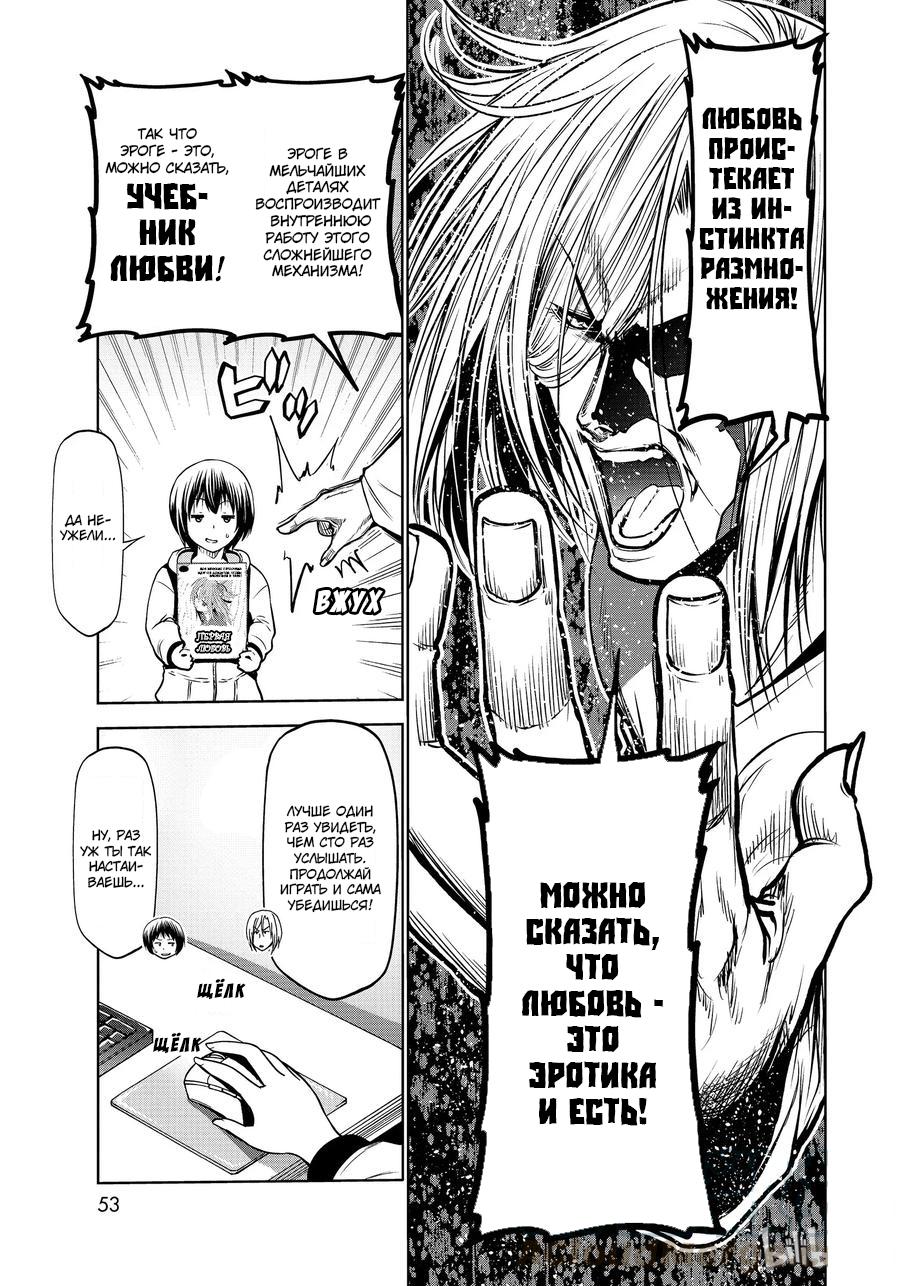 ЛЮБОВЬ
ПРОИС-
ТЕКАЕТ
ИЗ ИН-
СТИНКТА
РАЗМНО-
ЖЕНИЯ!
МОЖНО
СКАЗАТЬ,
ЧТО
ЛЮБОВЬ -
ЭТО
ЭРОТИКА
И ЕСТЬ!
ЭРОГЕ В
МЕЛЬЧАЙШИХ
ДЕТАЛЯХ
ВОСПРОИЗВОДИТ
ВНУТРЕННЮЮ
РАБОТУ ЭТОГО
СЛОЖНЕЙШЕГО
МЕХАНИЗМА!
ТАК ЧТО
ЭРОГЕ - ЭТО,
МОЖНО СКАЗАТЬ,
УЧЕБ-
НИК
ЛЮБВИ!
ビシッ
ВЖУХ
ДА НЕ-
УЖЕЛИ...
ПЕРВАЯ
ЛЮБОВЬ
ЛУЧШЕ ОДИН
РАЗ УВИДЕТЬ,
ЧЕМ СТО РАЗ
УСЛЫШАТЬ.
ПРОДОЛЖАЙ
ИГРАТЬ И САМА
УБЕДИШЬСЯ!
НУ, РАЗ
УЖ ТЫ ТАК
НАСТАИ-
ВАЕШЬ...
ЩЁЛК
ЩЁЛК
53